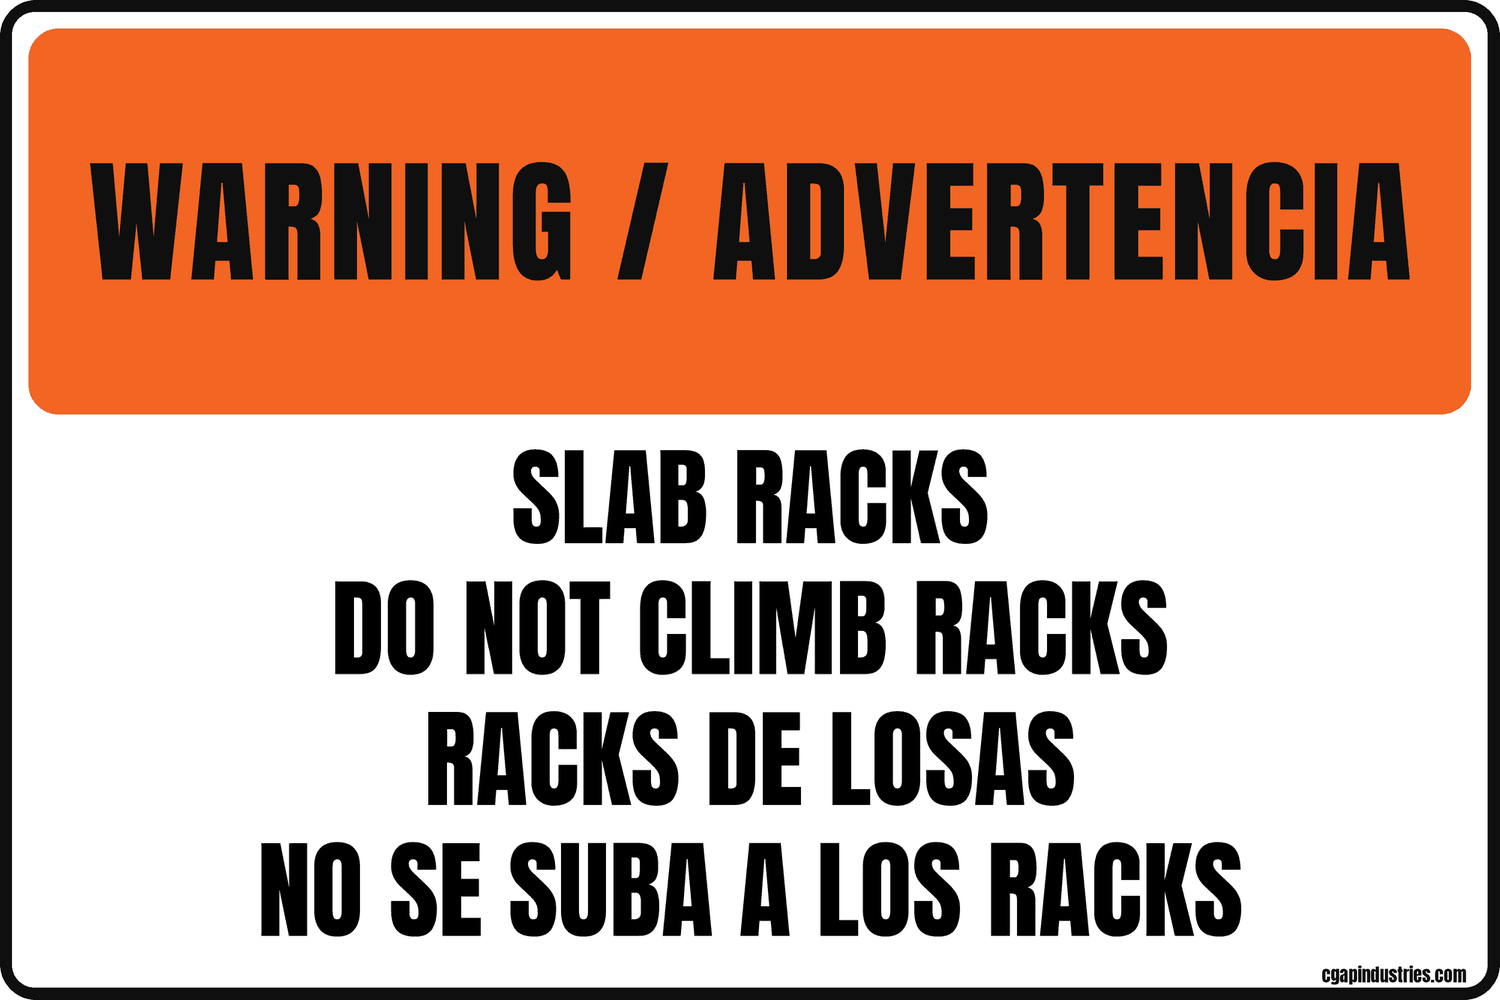 WARNING / ADVERTENCIA
SLAB RACKS
DO NOT CLIMB RACKS
RACKS DE LOSAS
NO SE SUBA A LOS RACKS
cgapindustries.com